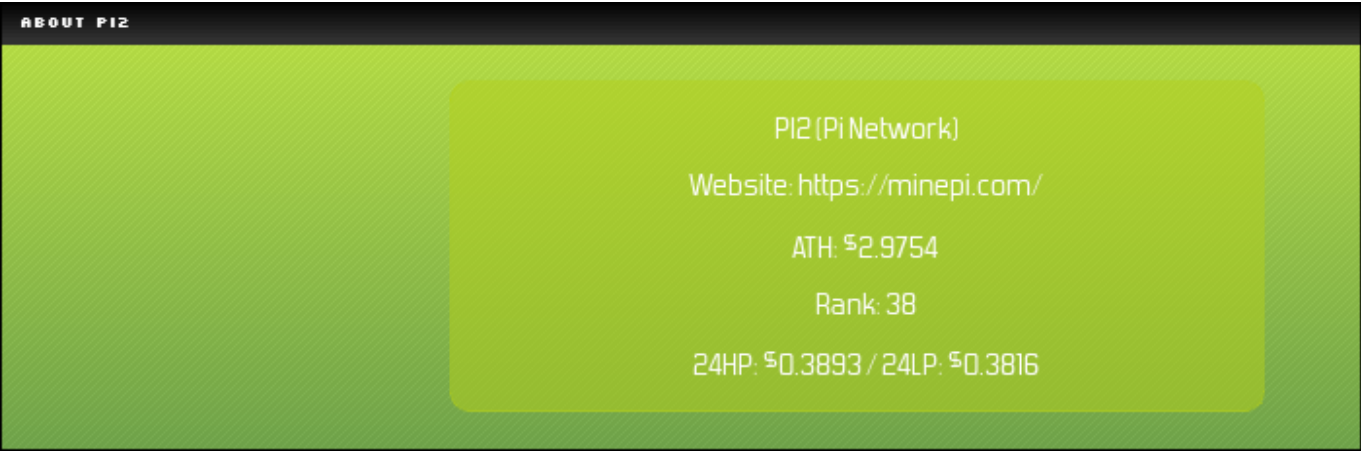 ABOUT PI2
PI2 (Pi Network)
Website: https://minepi.com/
ATH: $2.9754
Rank: 38
24HP: $0.3893 / 24LP: $0.3816